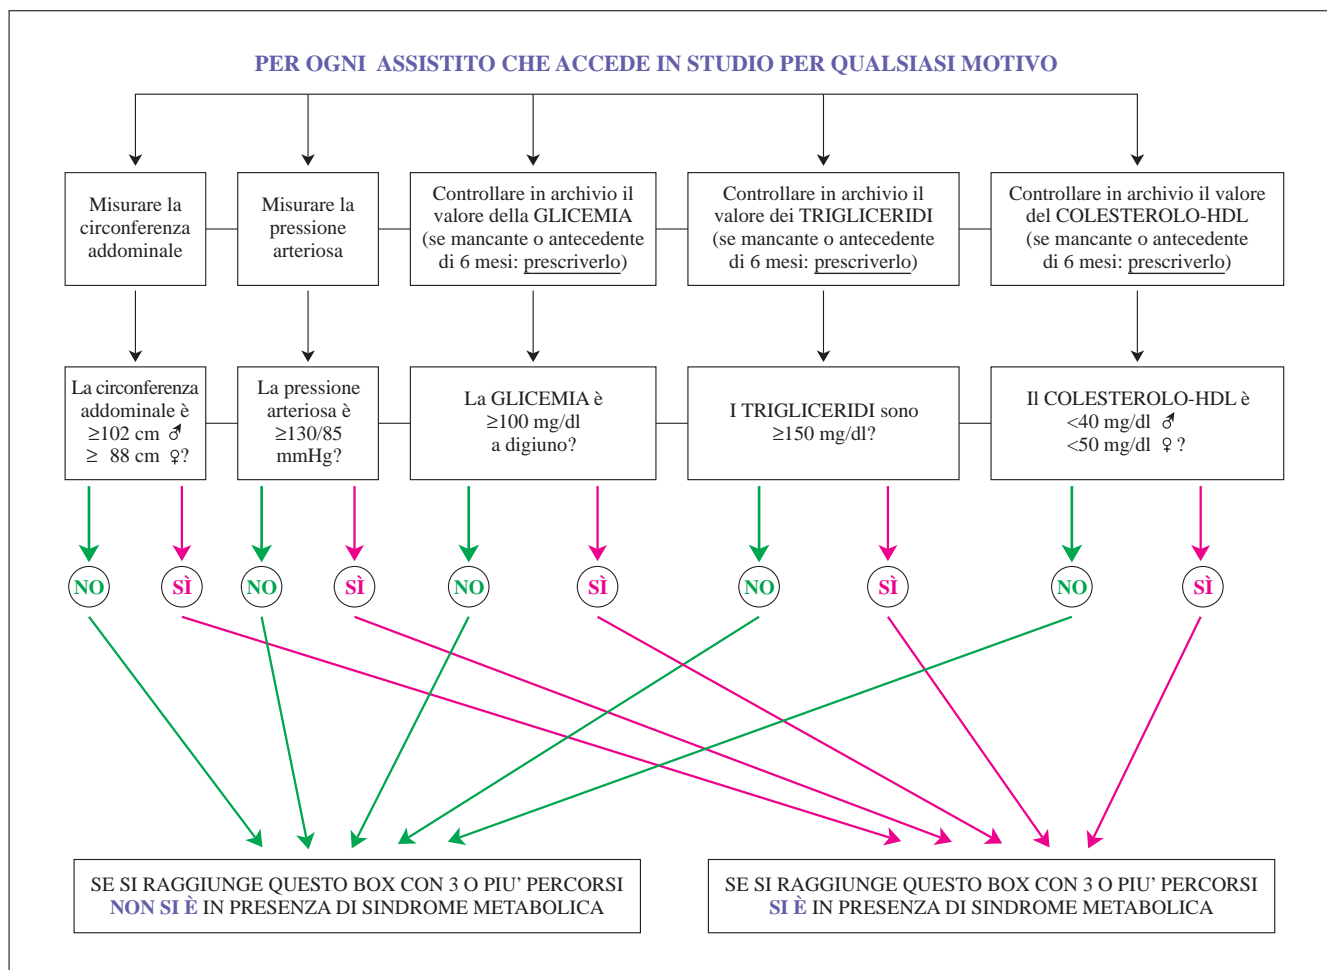 PER OGNI ASSISTITO CHE ACCEDE IN STUDIO PER QUALSIASI MOTIVO
Misurare la
circonferenza
addominale
Misurare la
pressione
arteriosa
Controllare in archivio il
valore della GLICEMIA
(se mancante o antecedente
di 6 mesi: prescriverlo)
Controllare in archivio il
valore dei TRIGLICERIDI
(se mancante o antecedente
di 6 mesi: prescriverlo)
Controllare in archivio il valore
del COLESTEROLO-HDL
(se mancante o antecedente
di 6 mesi: prescriverlo)
La circonferenza
addominale è
≥102 cm ♂
≥ 88 cm ♀?
La pressione
arteriosa è
≥130/85
mmHg?
La GLICEMIA è
≥100 mg/dl
a digiuno?
I TRIGLICERIDI sono
≥150 mg/dl?
Il COLESTEROLO-HDL è
<40 mg/dl ♂
<50 mg/dl ♀ ?
NO
SÌ
NO
SÌ
NO
SÌ
NO
SÌ
NO
SÌ
SE SI RAGGIUNGE QUESTO BOX CON 3 O PIU' PERCORSI
NON SI È IN PRESENZA DI SINDROME METABOLICA
SE SI RAGGIUNGE QUESTO BOX CON 3 O PIU' PERCORSI
SI È IN PRESENZA DI SINDROME METABOLICA